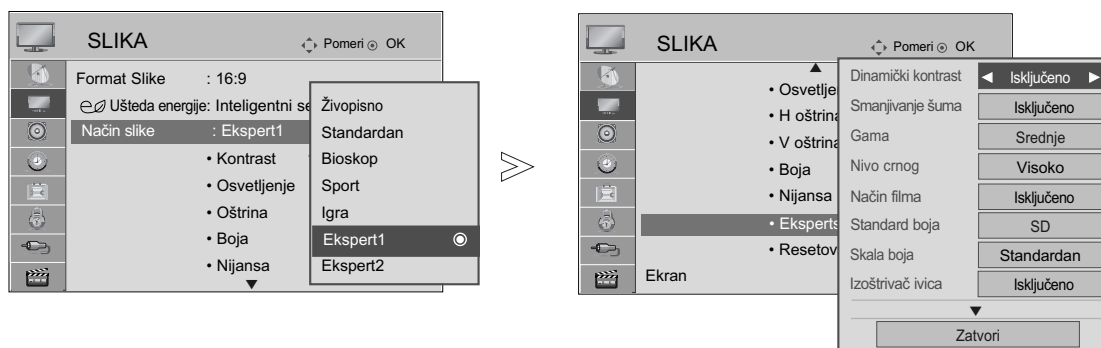 SLIKA
Pomeri OK
Format Slike : 16:9
Ušteda energije: Inteligentni se
Način slike : Ekspert1
• Kontrast
• Osvetljenje
• Oštrina
• Boja
• Nijansa
▼
Živopisno
Standardan
Bioskop
Sport
Igra
Ekspert1
Ekspert2
SLIKA
Pomeri OK
▲
• Osvetlje
• H oštrina
• V oštrina
• Boja
• Nijansa
• Eksperts
• Resetov
Ekran
Dinamički kontrast ◄ Isključeno ►
Smanjivanje šuma Isključeno
Gama Srednje
Nivo crnog Visoko
Način filma Isključeno
Standard boja SD
Skala boja Standardan
Izoštrivač ivica Isključeno
▼
Zatvori